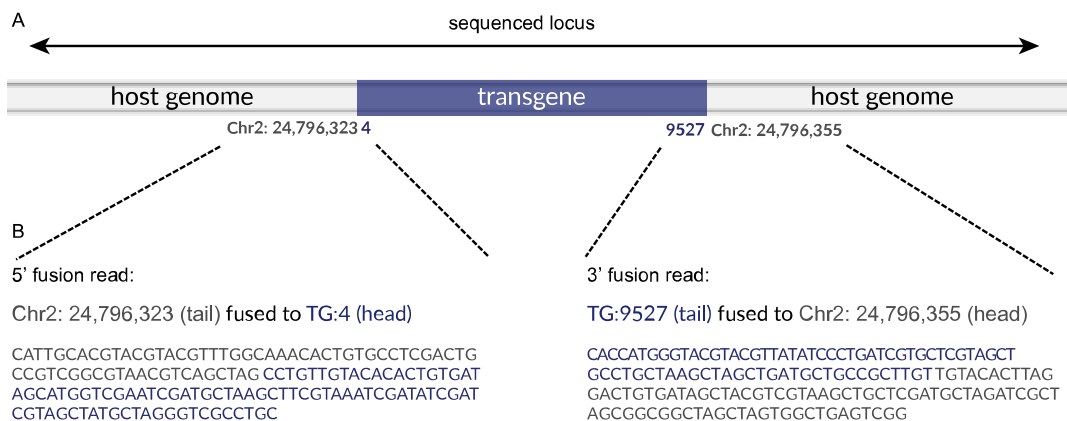 A
sequenced locus
host genome transgene host genome
Chr2: 24,796,323 4 9527 Chr2: 24,796,355
B
5' fusion read:
Chr2: 24,796,323 (tail) fused to TG:4 (head)
CATTGCACGTACGTACGTTTGGCAAACACTGTGCCTCGACTG
CCGTCGGCGTAACGTCAGCTAG CCTGTTGTACACACTGTGAT
AGCATGGTCGAATCGATGCTAAGCTTCGTAAATCGATATCGAT
CGTAGCTATGCTAGGGTCGCCTGC
3' fusion read:
TG:9527 (tail) fused to Chr2: 24,796,355 (head)
CACCATGGGTACGTACGTTATATCCCTGATCGTGCTCGTAGCT
GCCTGCTAAGCTAGCTGATGCTGCCGCTTGT TGTACACTTAG
GACTGTGATAGCTACGTCGTAAGCTGCTCGATGCTAGATCGCT
AGCGGCGGCTAGCTAGTGGCTGAGTCGG